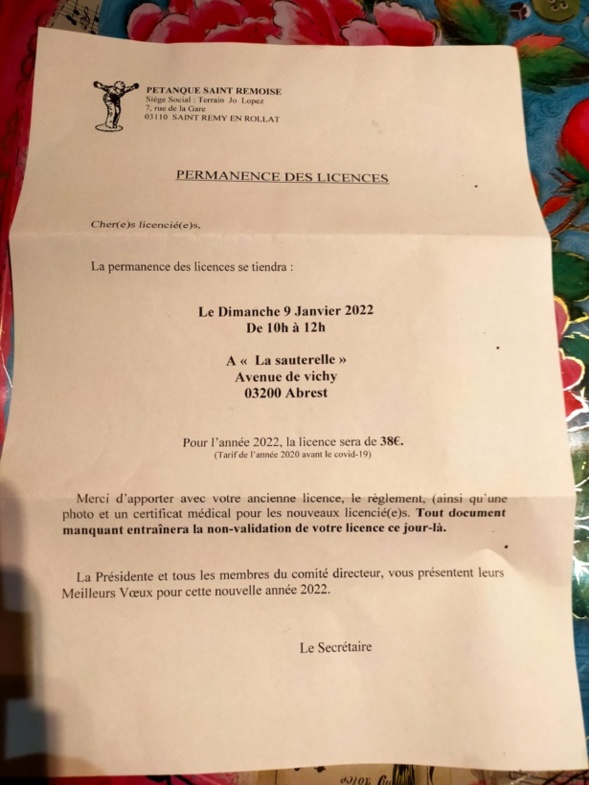 PETANQUE SAINT REMOISE
Siège Social : Terrain Jo Lopez
7, rue de la Gare
03110 SAINT REMY EN ROLLAT
PERMANENCE DES LICENCES
Cher(e)s licencié(e)s,
La permanence des licences se tiendra :
Le Dimanche 9 Janvier 2022
De 10h à 12h
A « La sauterelle »
Avenue de vichy
03200 Abrest
Pour l'année 2022, la licence sera de 38€.
(Tarif de l'année 2020 avant le covid-19)
Merci d'apporter avec votre ancienne licence, le règlement, (ainsi qu'une
photo et un certificat médical pour les nouveaux licencié(e)s. Tout document
manquant entraînera la non-validation de votre licence ce jour-là.
La Présidente et tous les membres du comité directeur, vous présentent leurs
Meilleurs Vœux pour cette nouvelle année 2022.
Le Secrétaire